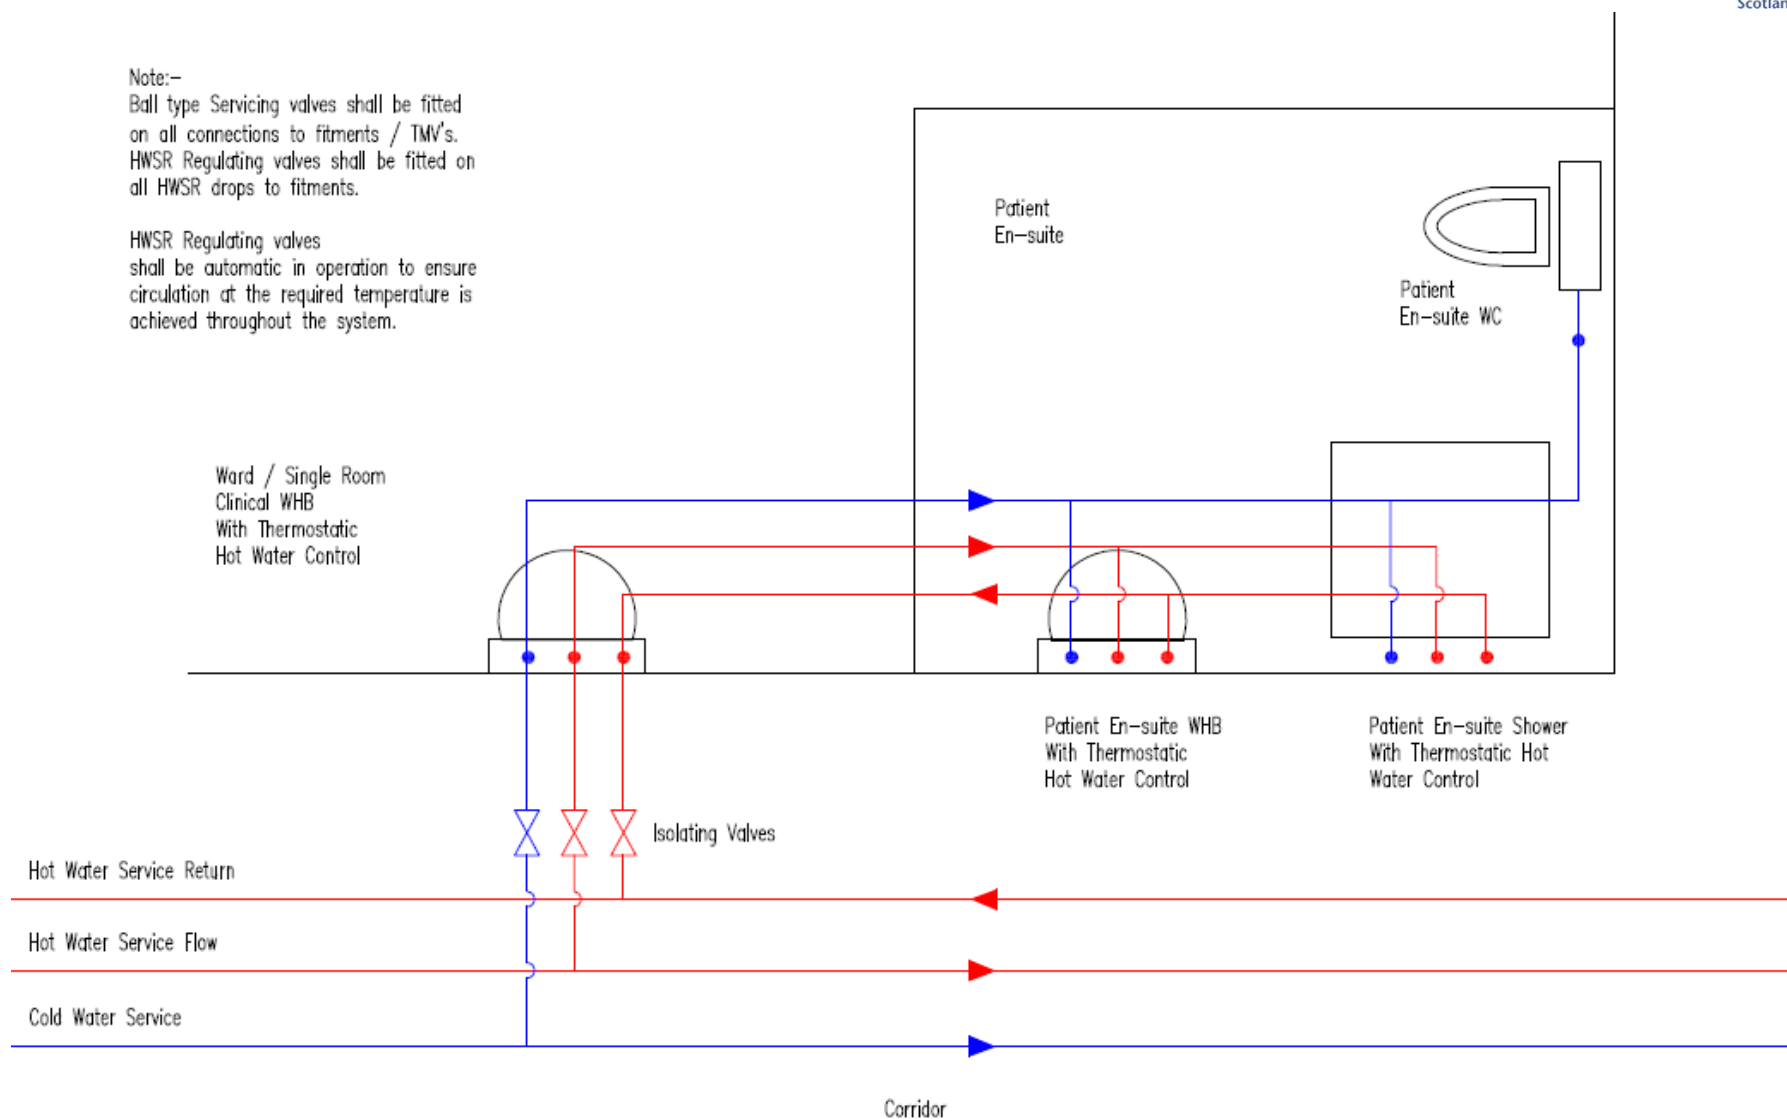 Note:-
Ball type Servicing valves shall be fitted
on all connections to fitments / TMV's.
HWSR Regulating valves shall be fitted on
all HWSR drops to fitments.
HWSR Regulating valves
shall be automatic in operation to ensure
circulation at the required temperature is
achieved throughout the system.
Patient
En-suite
Patient
En-suite WC
Ward / Single Room
Clinical WHB
With Thermostatic
Hot Water Control
Patient En-suite WHB
With Thermostatic
Hot Water Control
Patient En-suite Shower
With Thermostatic Hot
Water Control
Isolating Valves
Hot Water Service Return
Hot Water Service Flow
Cold Water Service
Corridor